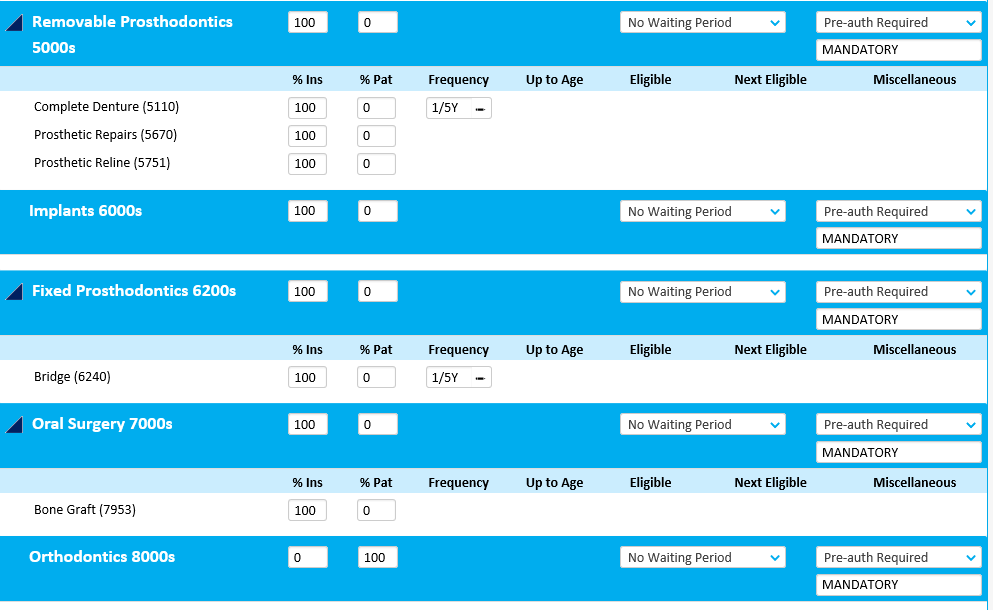 Removable Prosthodontics 5000s 100 0 No Waiting Period Pre-auth Required
MANDATORY
% Ins % Pat Frequency Up to Age Eligible Next Eligible Miscellaneous
Complete Denture (5110) 100 0 1/5Y
Prosthetic Repairs (5670) 100 0
Prosthetic Reline (5751) 100 0
Implants 6000s 100 0 No Waiting Period Pre-auth Required
MANDATORY
Fixed Prosthodontics 6200s 100 0 No Waiting Period Pre-auth Required
MANDATORY
% Ins % Pat Frequency Up to Age Eligible Next Eligible Miscellaneous
Bridge (6240) 100 0 1/5Y
Oral Surgery 7000s 100 0 No Waiting Period Pre-auth Required
MANDATORY
% Ins % Pat Frequency Up to Age Eligible Next Eligible Miscellaneous
Bone Graft (7953) 100 0
Orthodontics 8000s 0 100 No Waiting Period Pre-auth Required
MANDATORY